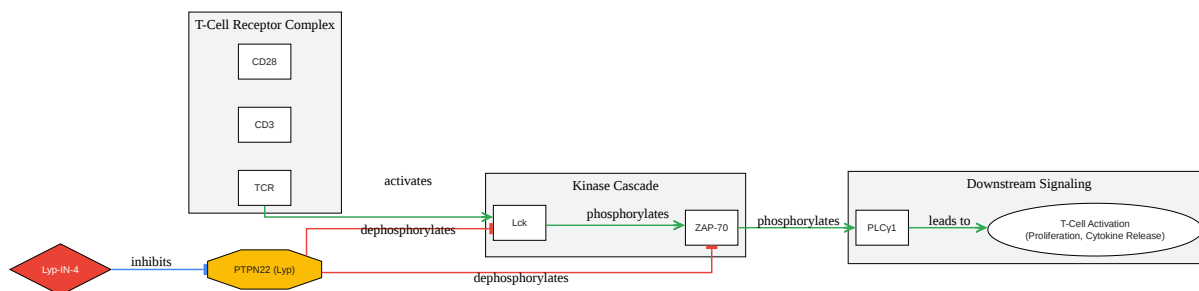 T-Cell Receptor Complex
CD28
CD3
TCR
activates
Kinase Cascade
Downstream Signaling
Lck
phosphorylates
ZAP-70
phosphorylates
PLCγ1
leads to
T-Cell Activation
(Proliferation, Cytokine Release)
dephosphorylates
Lyp-IN-4
inhibits
PTPN22 (Lyp)
dephosphorylates